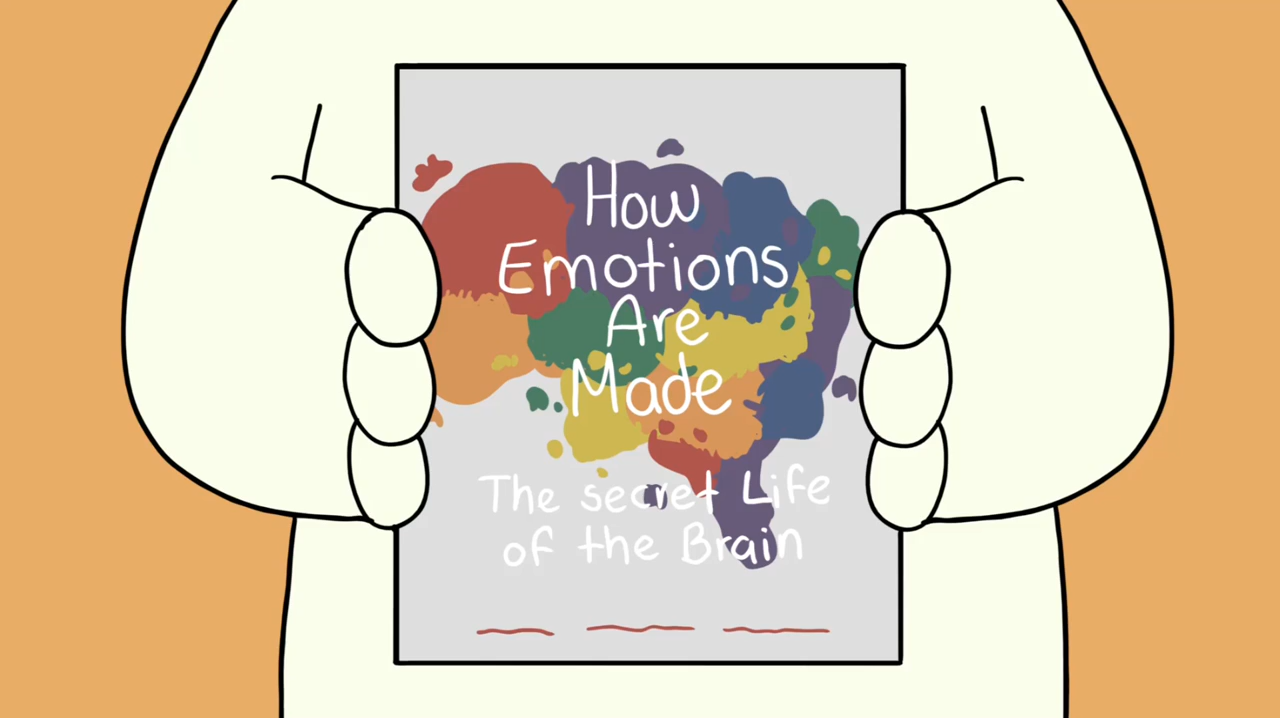 How
Emotions
Are
Made
The secret Life
of the Brain